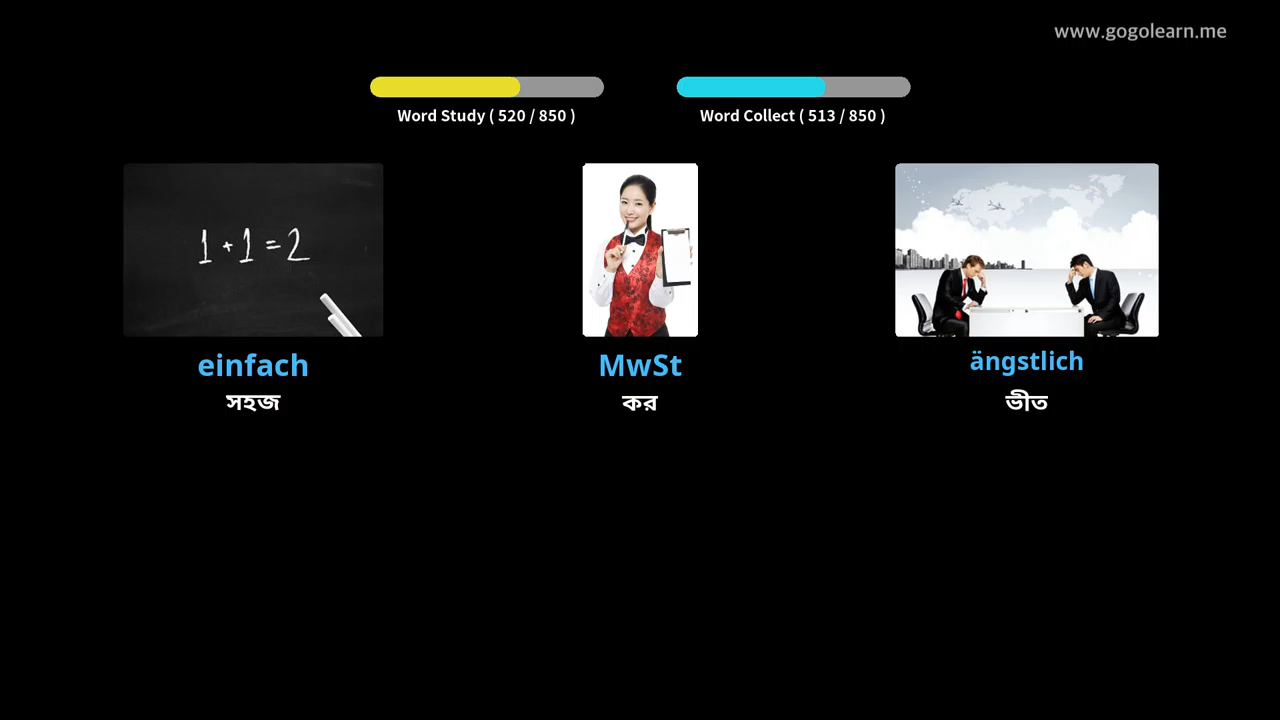 www.gogolearn.me
Word Study ( 520 / 850 )
Word Collect ( 513 / 850 )
1 + 1 = 2
einfach
MwSt
ängstlich
সহজ
কর
ভীত